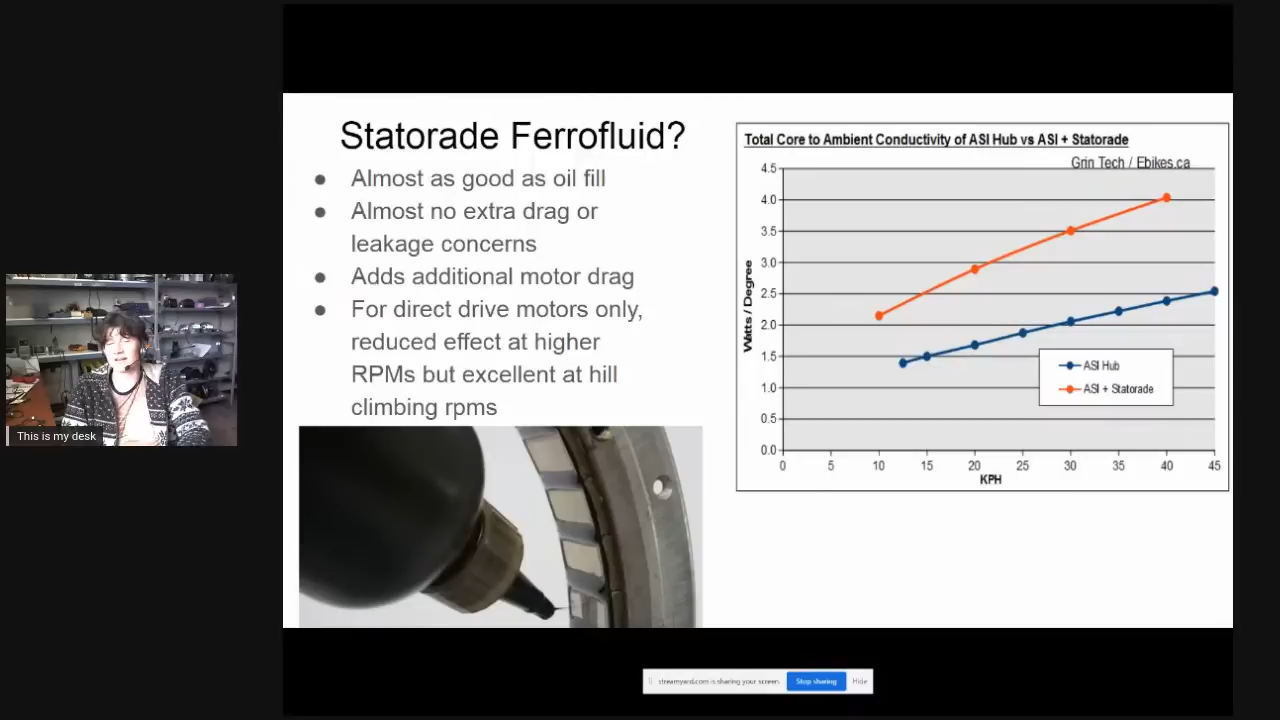 Statorade Ferrofluid?
● Almost as good as oil fill
● Almost no extra drag or
leakage concerns
● Adds additional motor drag
● For direct drive motors only,
reduced effect at higher
RPMs but excellent at hill
climbing rpms
Total Core to Ambient Conductivity of ASI Hub vs ASI + Statorade
Grin Tech / Ebikes.ca
4.5
4.0
3.5
3.0
2.5
2.0
1.5
1.0
0.5
0.0
Watts / Degree
ASI Hub
ASI + Statorade
0 5 10 15 20 25 30 35 40 45
KPH
This is my desk
streamyard.com is sharing your screen. Stop sharing Hide